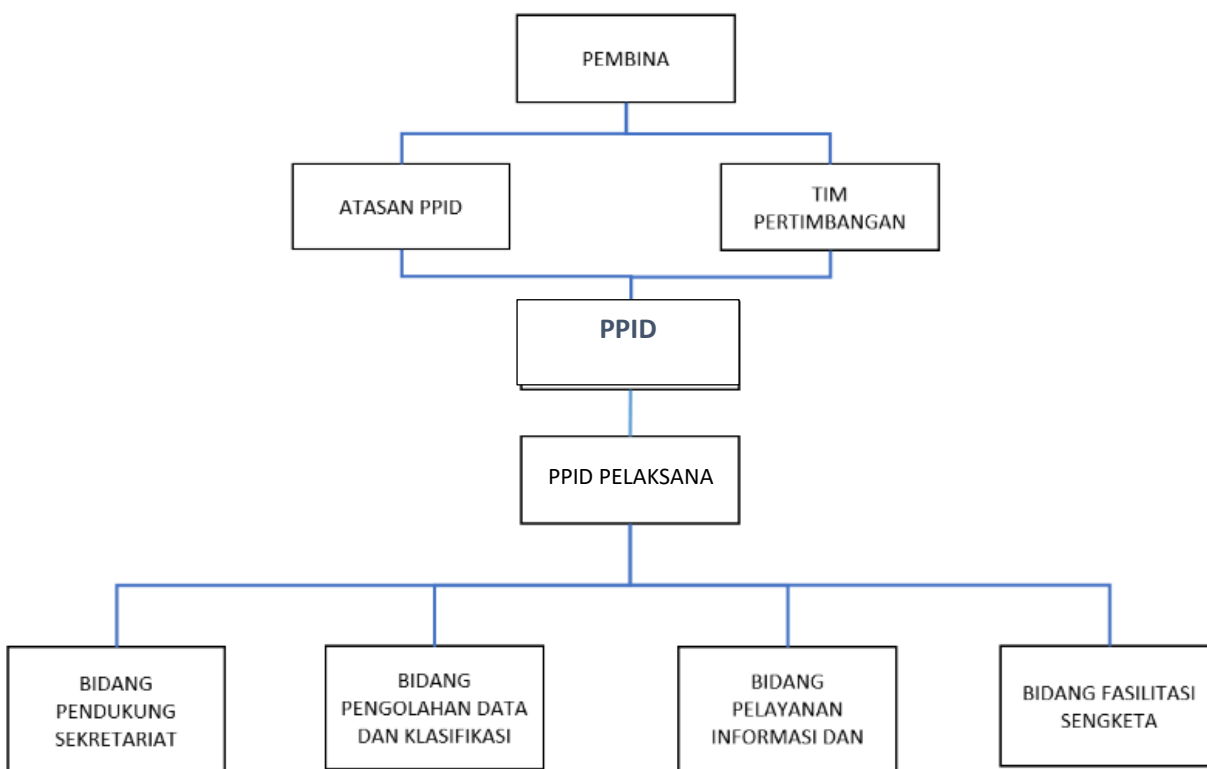 PEMBINA
ATASAN PPID
TIM
PERTIMBANGAN
PPID
PPID PELAKSANA
BIDANG
PENDUKUNG
SEKRETARIAT
BIDANG
PENGOLAHAN DATA
DAN KLASIFIKASI
BIDANG
PELAYANAN
INFORMASI DAN
BIDANG FASILITASI
SENGKETA